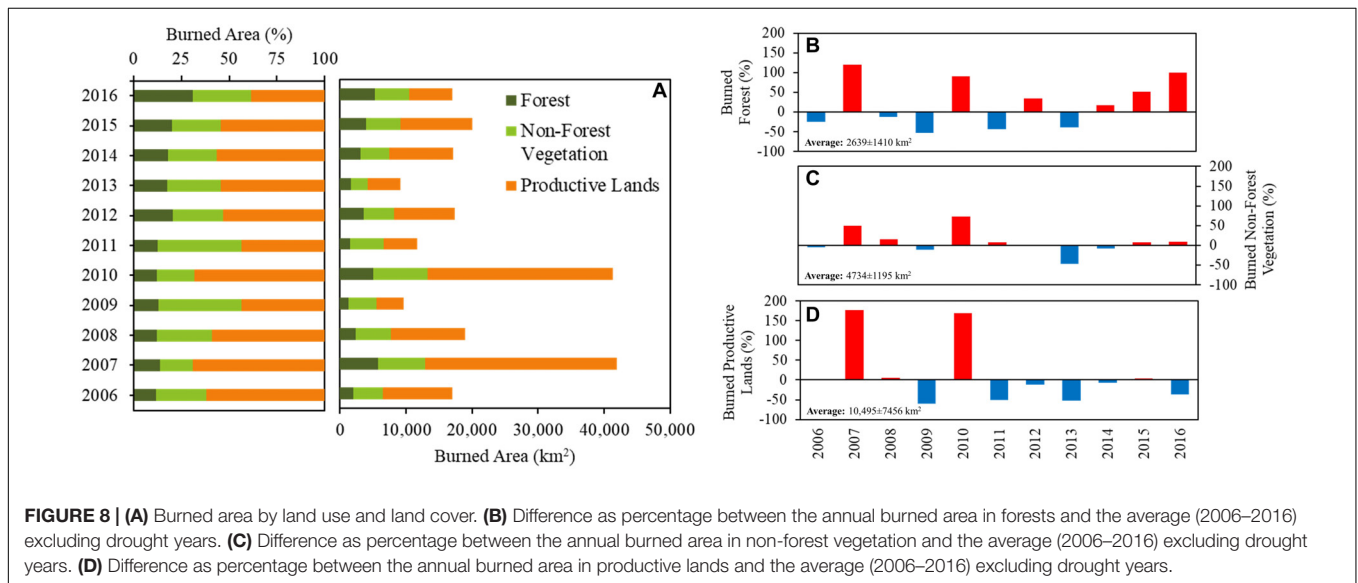 Burned Area (%)
0 25 50 75 100
2016
2015
2014
2013
2012
2011
2010
2009
2008
2007
2006
A
Forest
Non-Forest
Vegetation
Productive Lands
0 10,000 20,000 30,000 40,000 50,000
Burned Area (km²)
B
Burned
Forest (%)
200
150
100
50
0
-50
-100
Average: 2639±1410 km²
C
Burned Non-Forest
Vegetation (%)
200
150
100
50
0
-50
-100
Average: 4734±1195 km²
D
Burned Productive
Lands (%)
200
150
100
50
0
-50
-100
Average: 10,495±7456 km²
2006 2007 2008 2009 2010 2011 2012 2013 2014 2015 2016
FIGURE 8 | (A) Burned area by land use and land cover. (B) Difference as percentage between the annual burned area in forests and the average (2006–2016)
excluding drought years. (C) Difference as percentage between the annual burned area in non-forest vegetation and the average (2006–2016) excluding drought
years. (D) Difference as percentage between the annual burned area in productive lands and the average (2006–2016) excluding drought years.